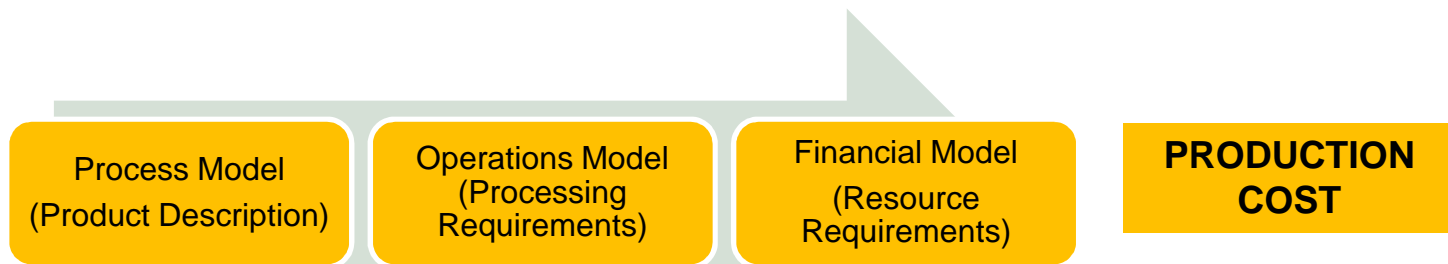 Process Model
(Product Description)
Operations Model
(Processing
Requirements)
Financial Model
(Resource
Requirements)
PRODUCTION
COST